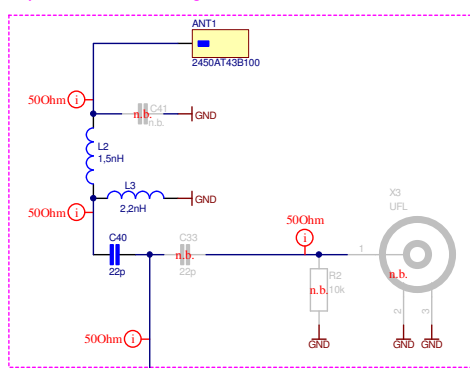 ANT1
2450AT43B100
50Ohm i
C41
n.b.
n.b.
GND
L2
1,5nH
L3
2,2nH
GND
50Ohm i
X3
UFL
C40
22p
C33
n.b.
22p
50Ohm
i
1
n.b.
R2
n.b.
10k
2
3
50Ohm i
GND
GND
GND